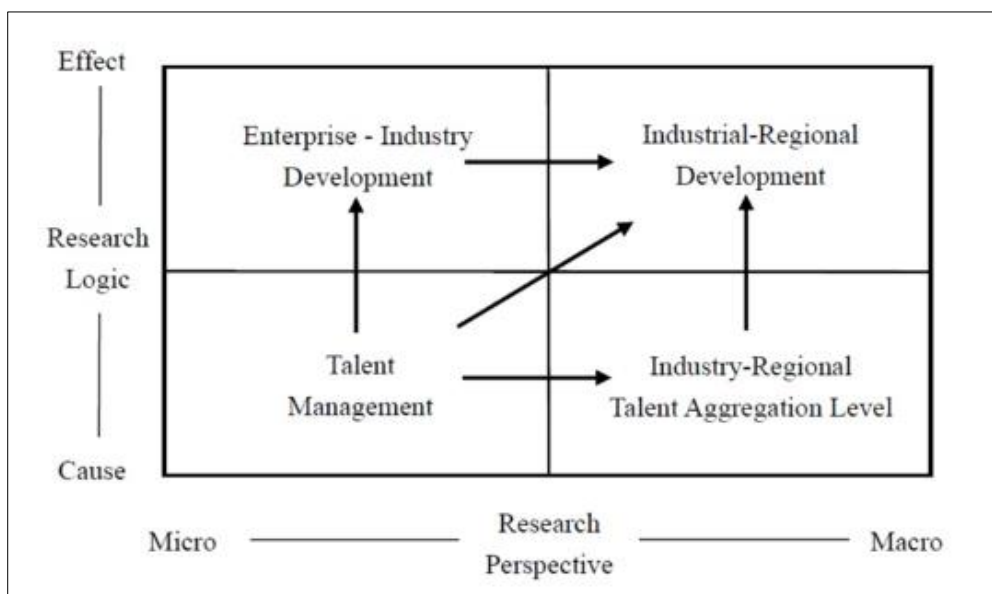 Effect
Enterprise - Industry
Development
Industrial-Regional
Development
Research
Logic
Talent
Management
Industry-Regional
Talent Aggregation Level
Cause
Micro
Research
Perspective
Macro